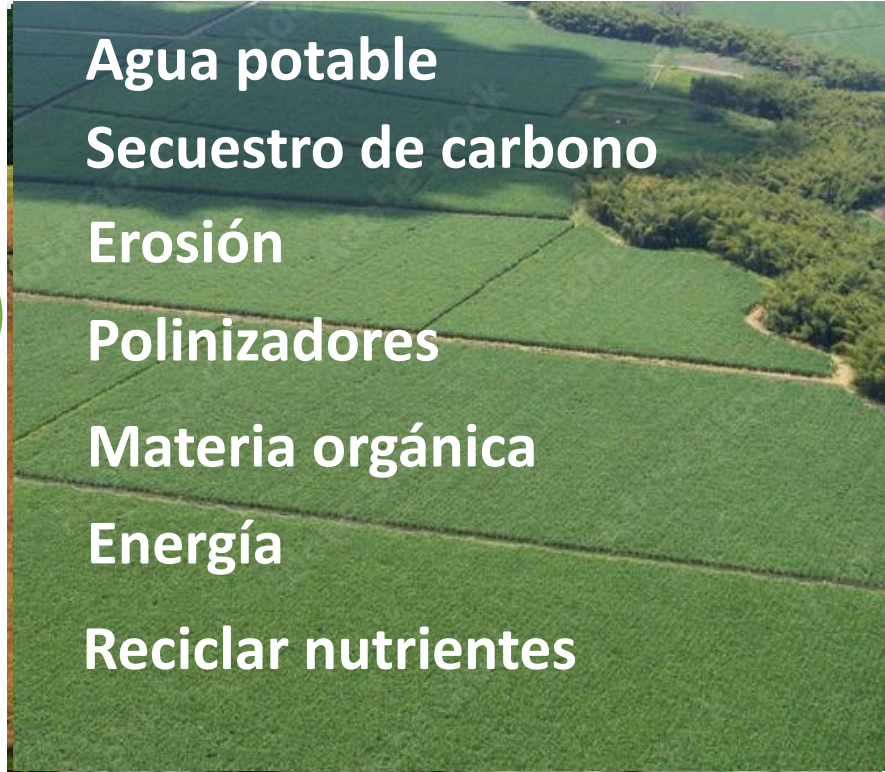 Agua potable
Secuestro de carbono
Erosión
Polinizadores
Materia orgánica
Energía
Reciclar nutrientes